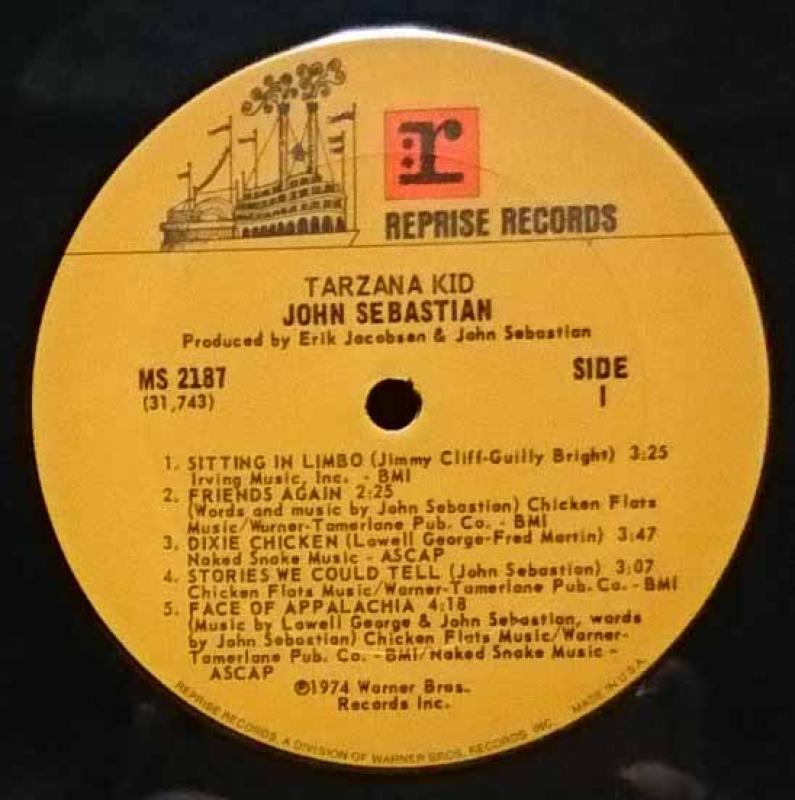 r
REPRISE RECORDS
TARZANA KID
JOHN SEBASTIAN
Produced by Erik Jacobsen & John Sebastian
MS 2187
(31,743)
SIDE
1
1. SITTING IN LIMBO (Jimmy Cliff-Guilly Bright) 3:25
Irving Music, Inc. - BMI
2. FRIENDS AGAIN 2:25
(Words and music by John Sebastian) Chicken Flats
Music/Warner-Tamerlane Pub. Co. - BMI
3. DIXIE CHICKEN (Lowell George-Fred Martin) 3:47
Naked Snake Music - ASCAP
4. STORIES WE COULD TELL (John Sebastian) 3:07
Chicken Flats Music/Warner-Tamerlane Pub. Co. - BMI
5. FACE OF APPALACHIA 4:18
(Music by Lowell George & John Sebastian, words
by John Sebastian) Chicken Flats Music/Warner-
Tamerlane Pub. Co. - BMI/Naked Snake Music -
ASCAP
℗1974 Warner Bros.
Records Inc.
REPRISE RECORDS, A DIVISION OF WARNER BROS. RECORDS, INC. MADE IN U.S.A.